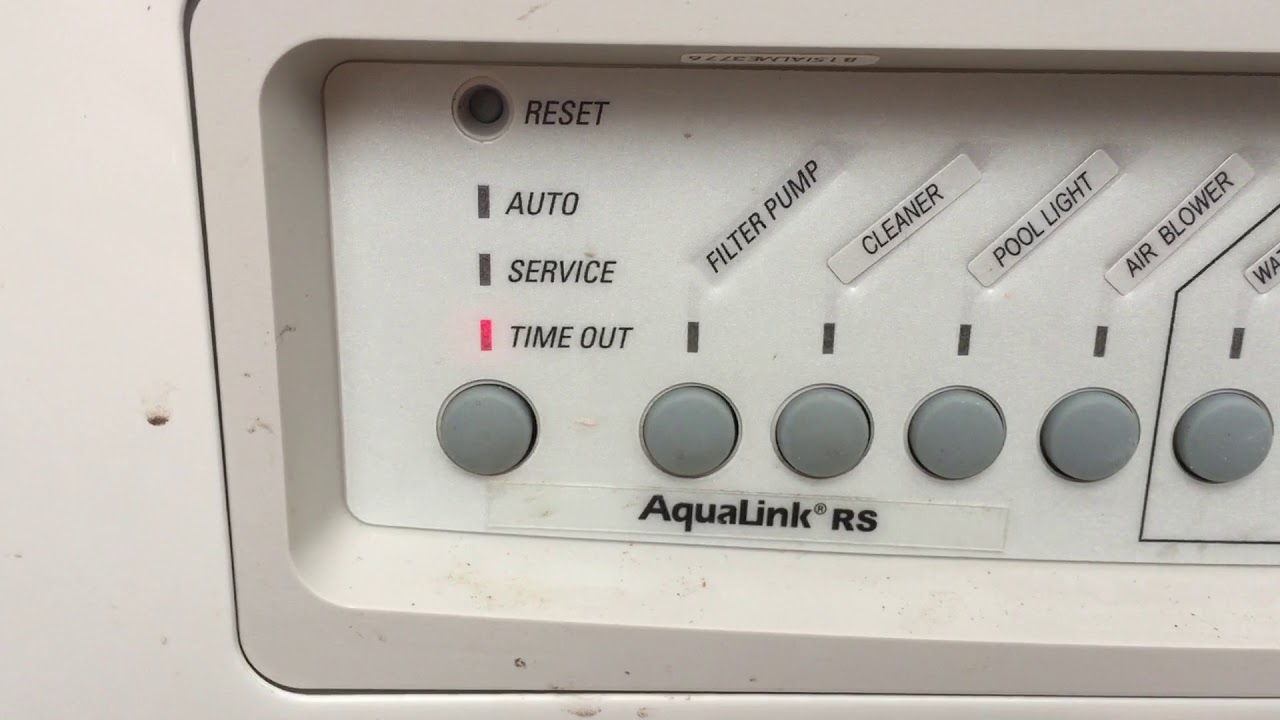 RESET
AUTO
SERVICE
TIME OUT
FILTER PUMP
CLEANER
POOL LIGHT
AIR BLOWER
AquaLink® RS